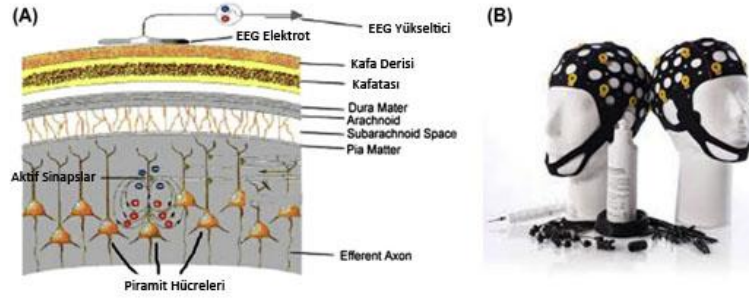 (A)
EEG Yükseltici
EEG Elektrot
Kafa Derisi
Kafatası
Dura Mater
Arachnoid
Subarachnoid Space
Pia Matter
Aktif Sinapslar
Efferent Axon
Piramit Hücreleri
(B)